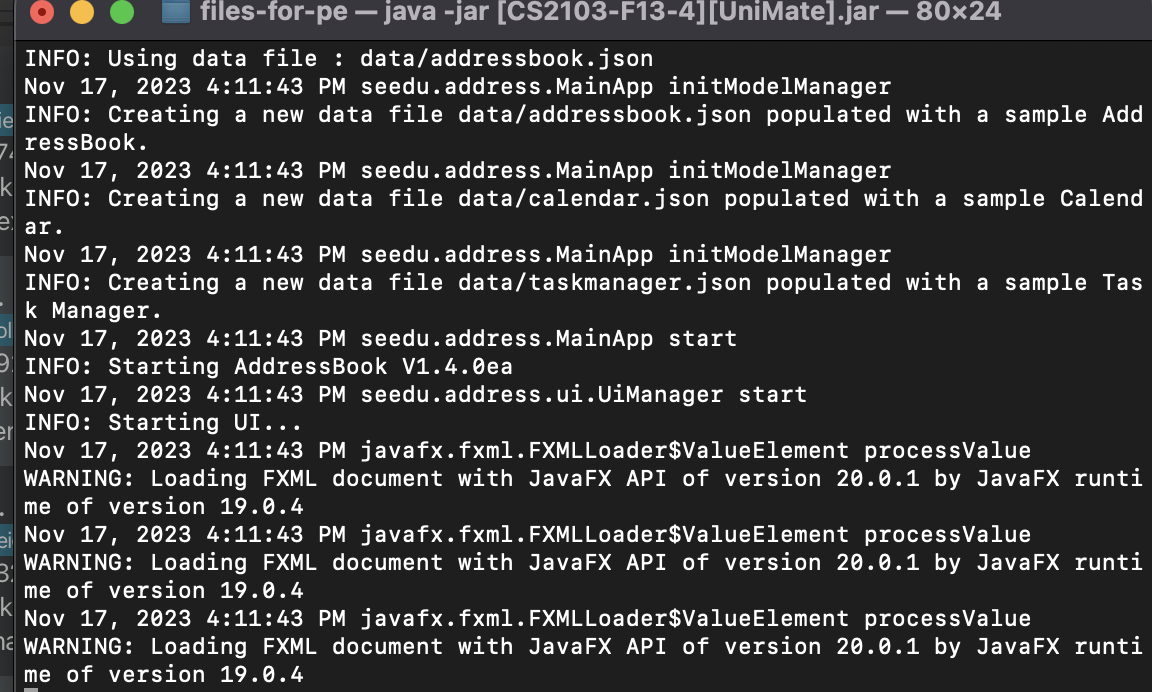 files-for-pe — java -jar [CS2103-F13-4][UniMate].jar — 80×24
INFO: Using data file : data/addressbook.json
Nov 17, 2023 4:11:43 PM seedu.address.MainApp initModelManager
INFO: Creating a new data file data/addressbook.json populated with a sample Add
ressBook.
Nov 17, 2023 4:11:43 PM seedu.address.MainApp initModelManager
INFO: Creating a new data file data/calendar.json populated with a sample Calend
ar.
Nov 17, 2023 4:11:43 PM seedu.address.MainApp initModelManager
INFO: Creating a new data file data/taskmanager.json populated with a sample Tas
k Manager.
Nov 17, 2023 4:11:43 PM seedu.address.MainApp start
INFO: Starting AddressBook V1.4.0ea
Nov 17, 2023 4:11:43 PM seedu.address.ui.UiManager start
INFO: Starting UI...
Nov 17, 2023 4:11:43 PM javafx.fxml.FXMLLoader$ValueElement processValue
WARNING: Loading FXML document with JavaFX API of version 20.0.1 by JavaFX runti
me of version 19.0.4
Nov 17, 2023 4:11:43 PM javafx.fxml.FXMLLoader$ValueElement processValue
WARNING: Loading FXML document with JavaFX API of version 20.0.1 by JavaFX runti
me of version 19.0.4
Nov 17, 2023 4:11:43 PM javafx.fxml.FXMLLoader$ValueElement processValue
WARNING: Loading FXML document with JavaFX API of version 20.0.1 by JavaFX runti
me of version 19.0.4